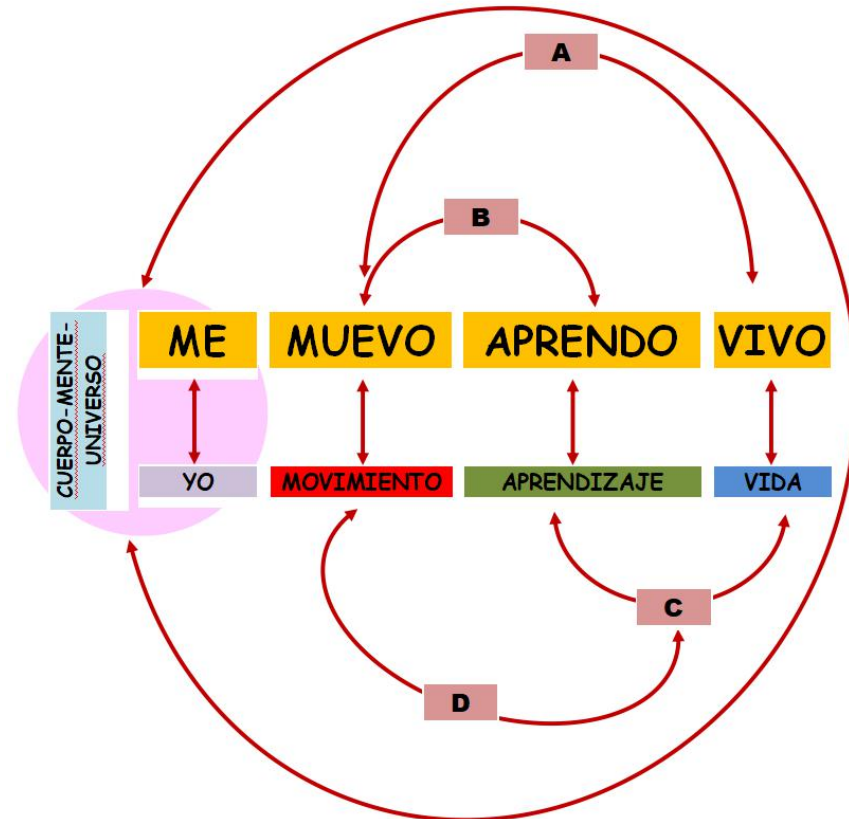 A
B
CUERPO-MENTE-
UNIVERSO
ME
MUEVO
APRENDO
VIVO
YO
MOVIMIENTO
APRENDIZAJE
VIDA
C
D